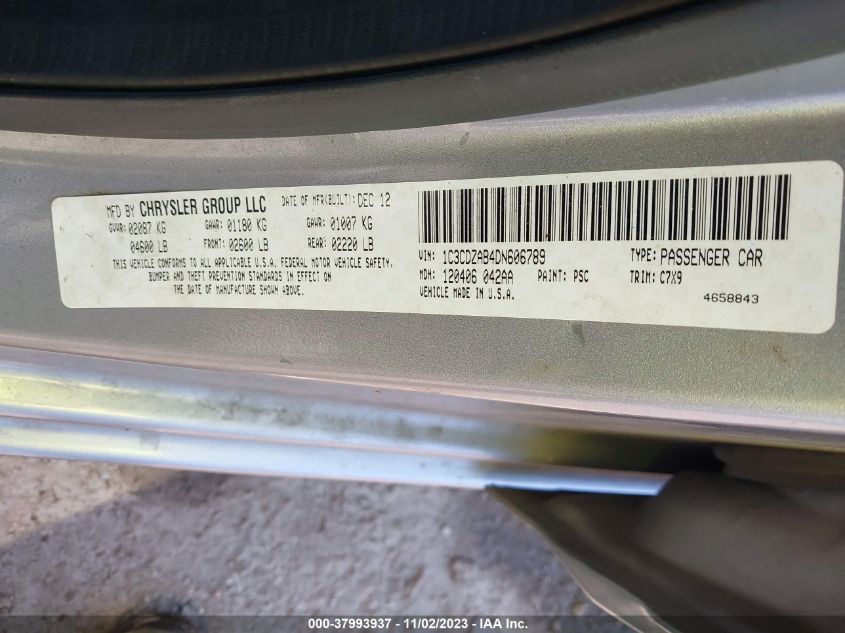 MFD BY CHRYSLER GROUP LLC DATE OF MFR(BUILT): DEC 12
GVWR: 02087 KG GAWR: 01180 KG GAWR: 01007 KG
04600 LB FRONT: 02600 LB REAR: 02220 LB
THIS VEHICLE CONFORMS TO ALL APPLICABLE U.S.A. FEDERAL MOTOR VEHICLE SAFETY,
BUMPER AND THEFT PREVENTION STANDARDS IN EFFECT ON
THE DATE OF MANUFACTURE SHOWN ABOVE.
VIN: 1C3CDZAB4DN606789 TYPE: PASSENGER CAR
MDH: 120406 042AA PAINT: PSC TRIM: C7X9
VEHICLE MADE IN U.S.A.
4658843
000-37993937 - 11/02/2023 - IAA Inc.